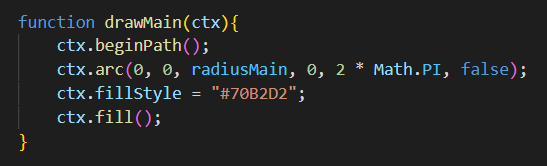 function drawMain(ctx){
    ctx.beginPath();
    ctx.arc(0, 0, radiusMain, 0, 2 * Math.PI, false);
    ctx.fillStyle = "#70B2D2";
    ctx.fill();
}